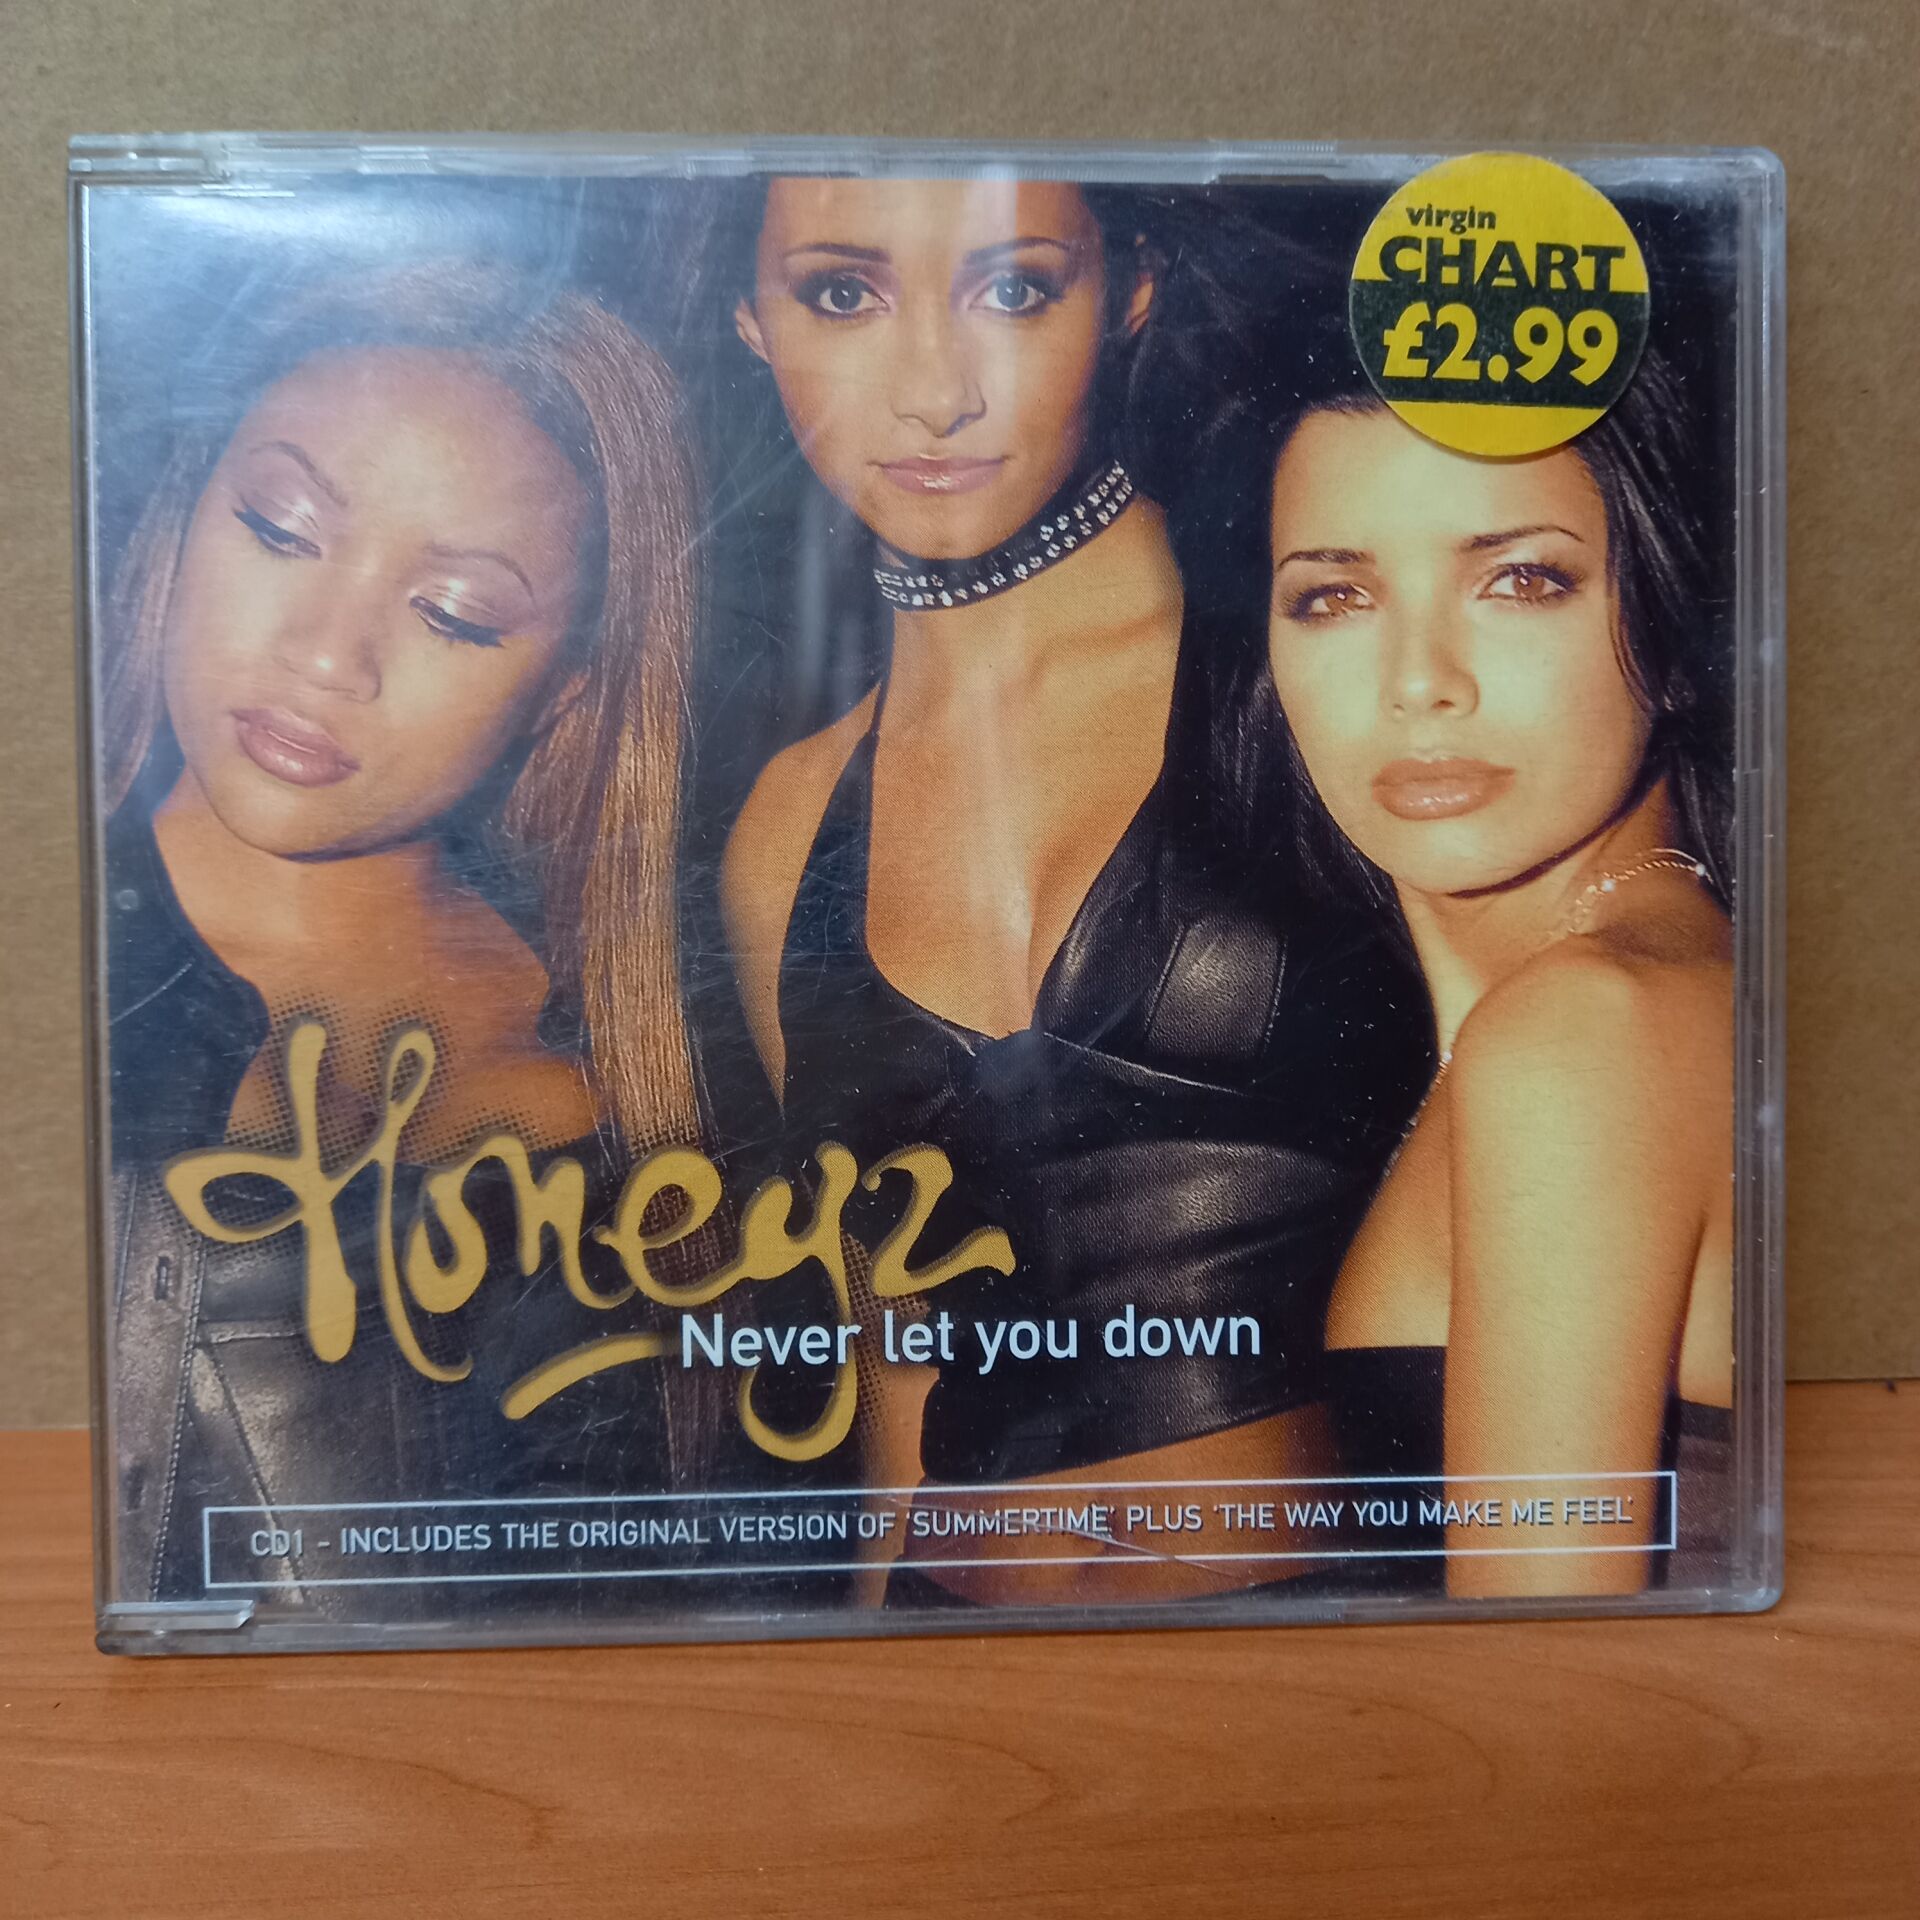 virgin
CHART
£2.99
Honeyz
Never let you down
CD1 - INCLUDES THE ORIGINAL VERSION OF 'SUMMERTIME' PLUS 'THE WAY YOU MAKE ME FEEL'